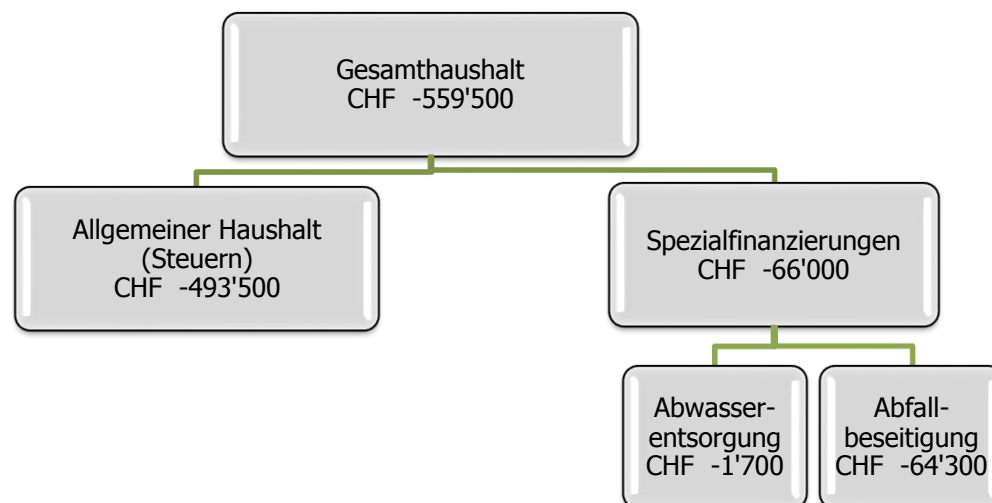 Gesamthaushalt
CHF -559'500
Allgemeiner Haushalt
(Steuern)
CHF -493'500
Spezialfinanzierungen
CHF -66'000
Abwasser-
entsorgung
CHF -1'700
Abfall-
beseitigung
CHF -64'300